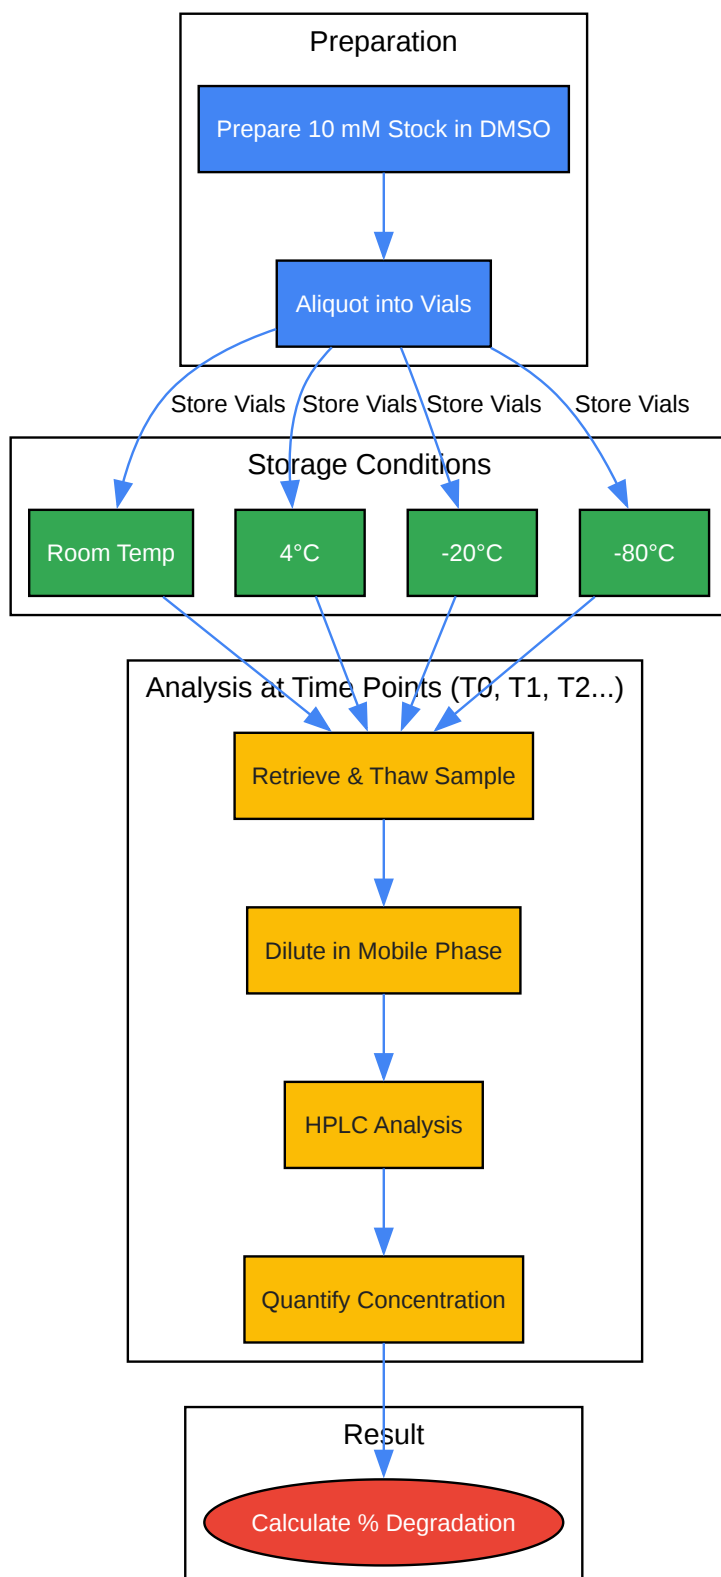 Preparation
Prepare 10 mM Stock in DMSO
Aliquot into Vials
Store Vials Store Vials Store Vials Store Vials
Storage Conditions
Room Temp 4°C -20°C -80°C
Analysis at Time Points (T0, T1, T2...)
Retrieve & Thaw Sample
Dilute in Mobile Phase
HPLC Analysis
Quantify Concentration
Result
Calculate % Degradation